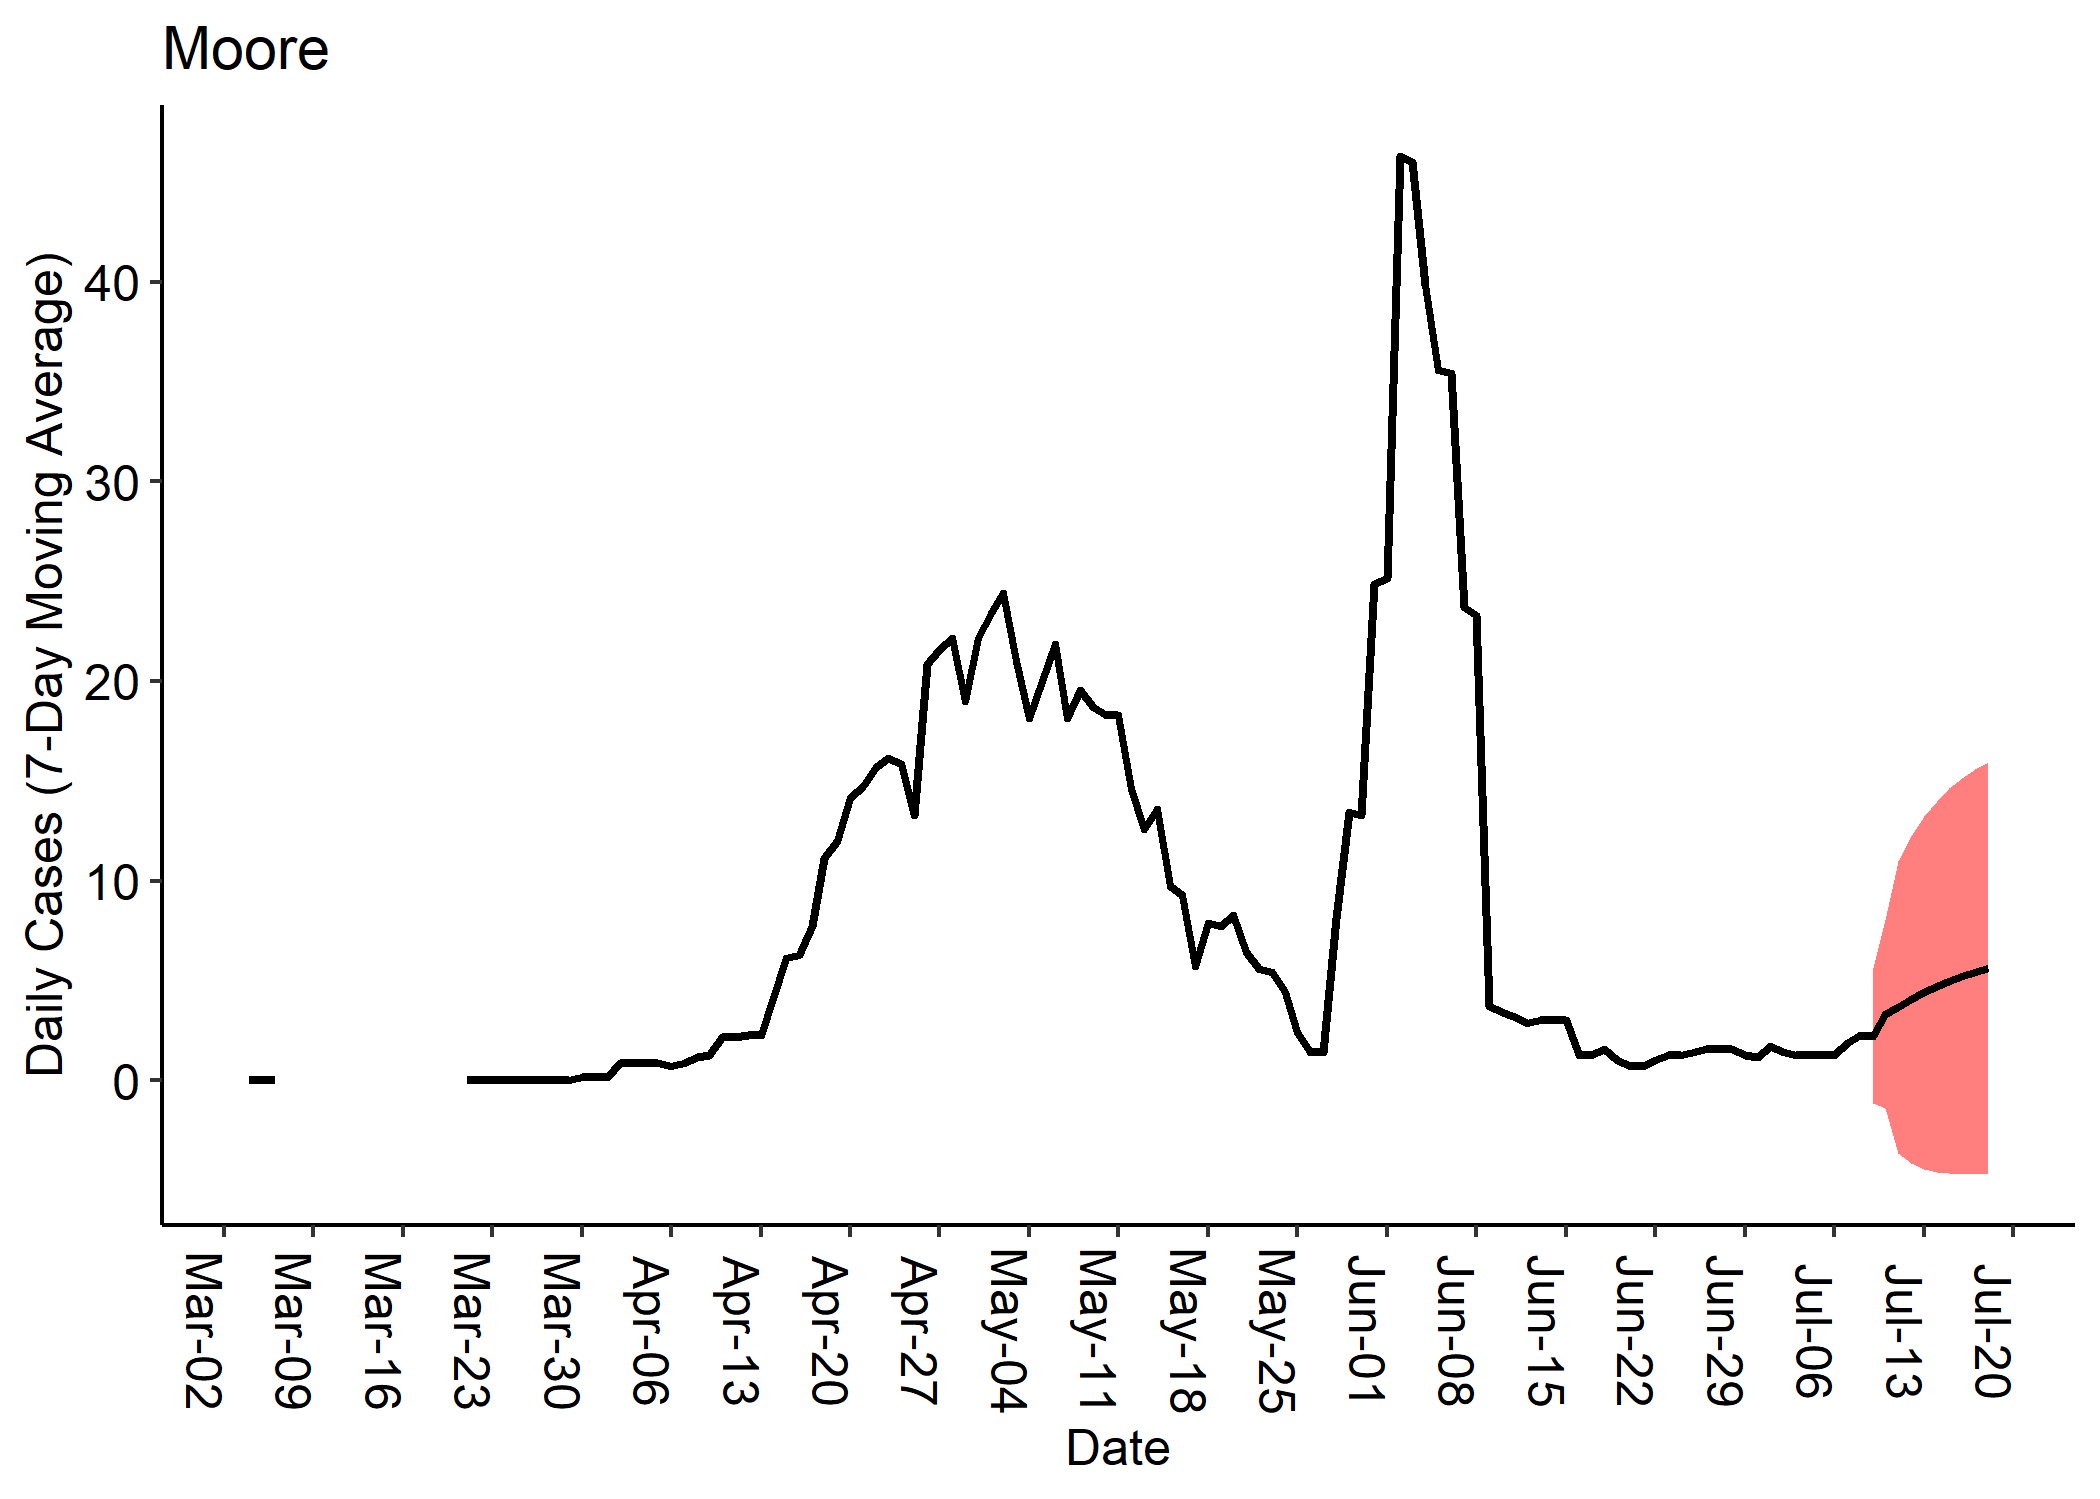 Moore
Daily Cases (7-Day Moving Average)
40
30
20
10
0
Mar-02
Mar-09
Mar-16
Mar-23
Mar-30
Apr-06
Apr-13
Apr-20
Apr-27
May-04
May-11
May-18
May-25
Jun-01
Jun-08
Jun-15
Jun-22
Jun-29
Jul-06
Jul-13
Jul-20
Date